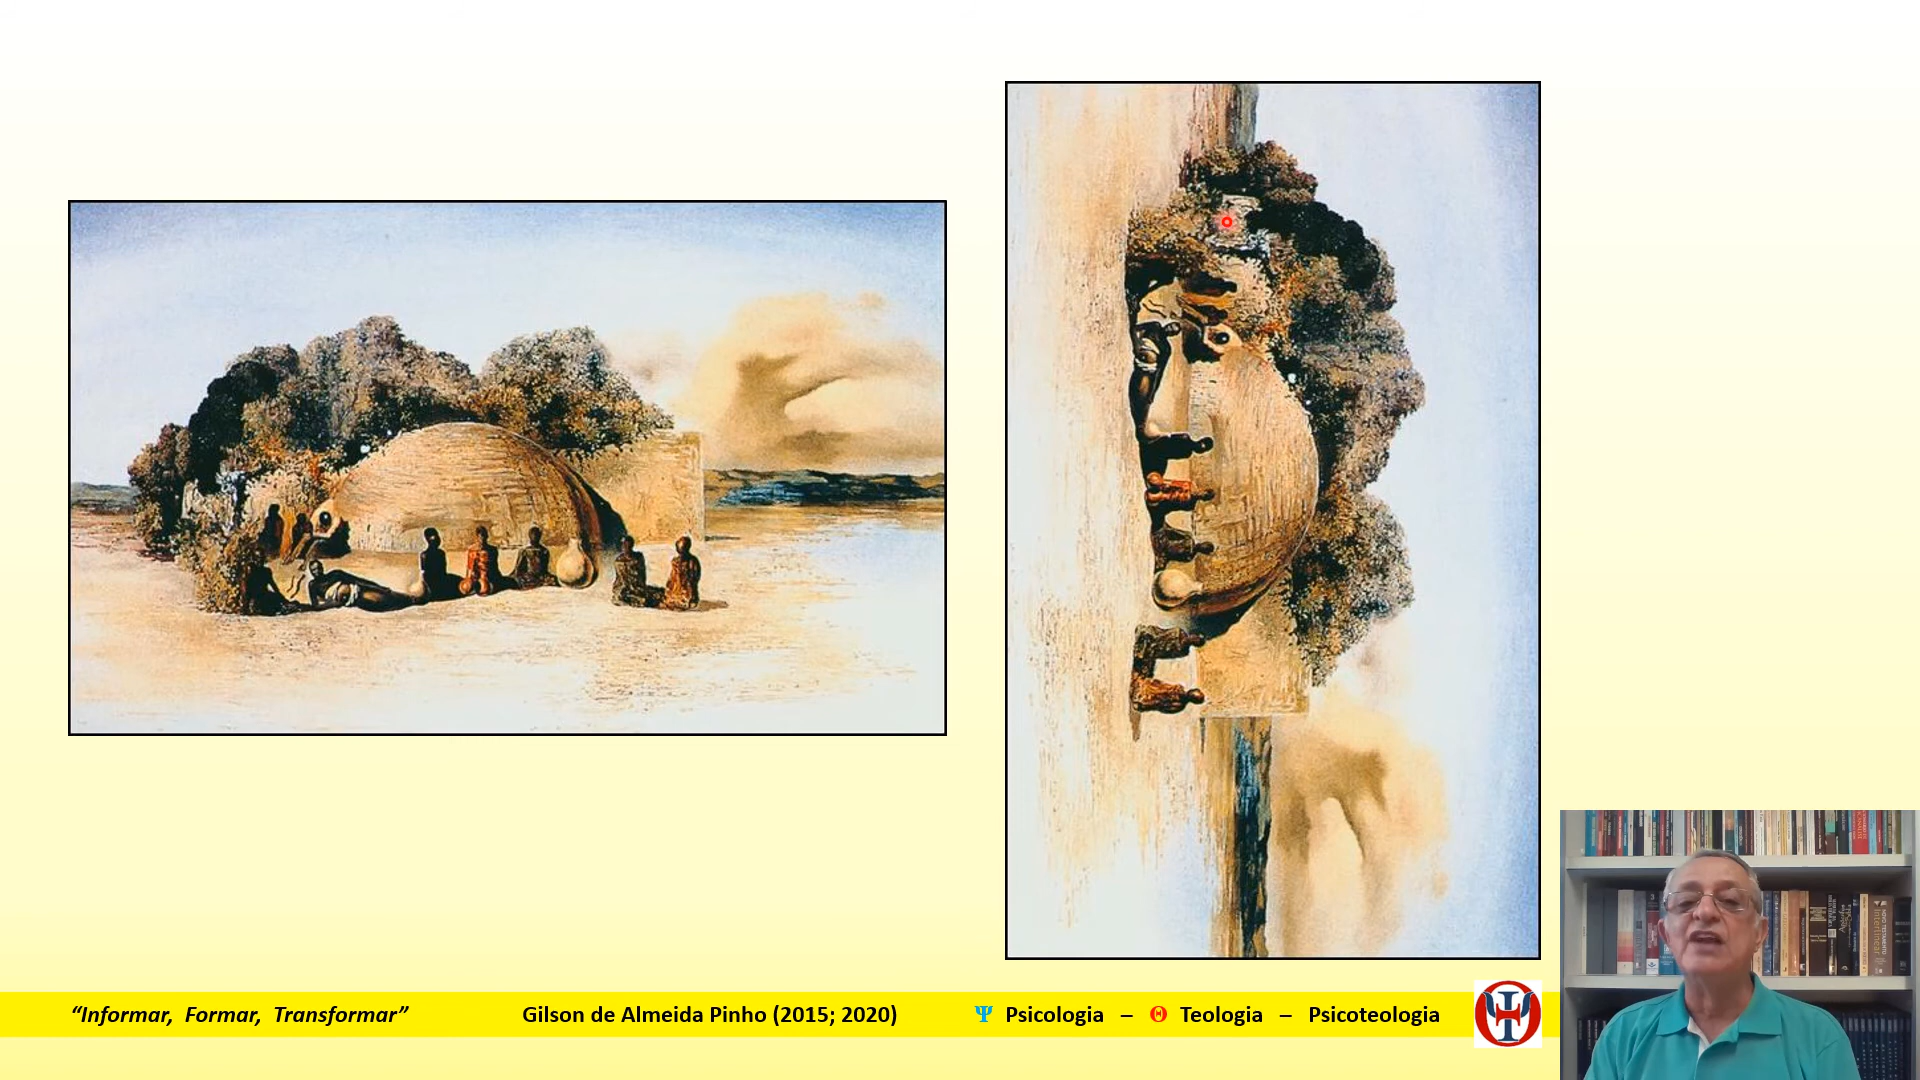 “Informar, Formar, Transformar” Gilson de Almeida Pinho (2015; 2020) Ψ Psicologia – Θ Teologia – Psicoteologia